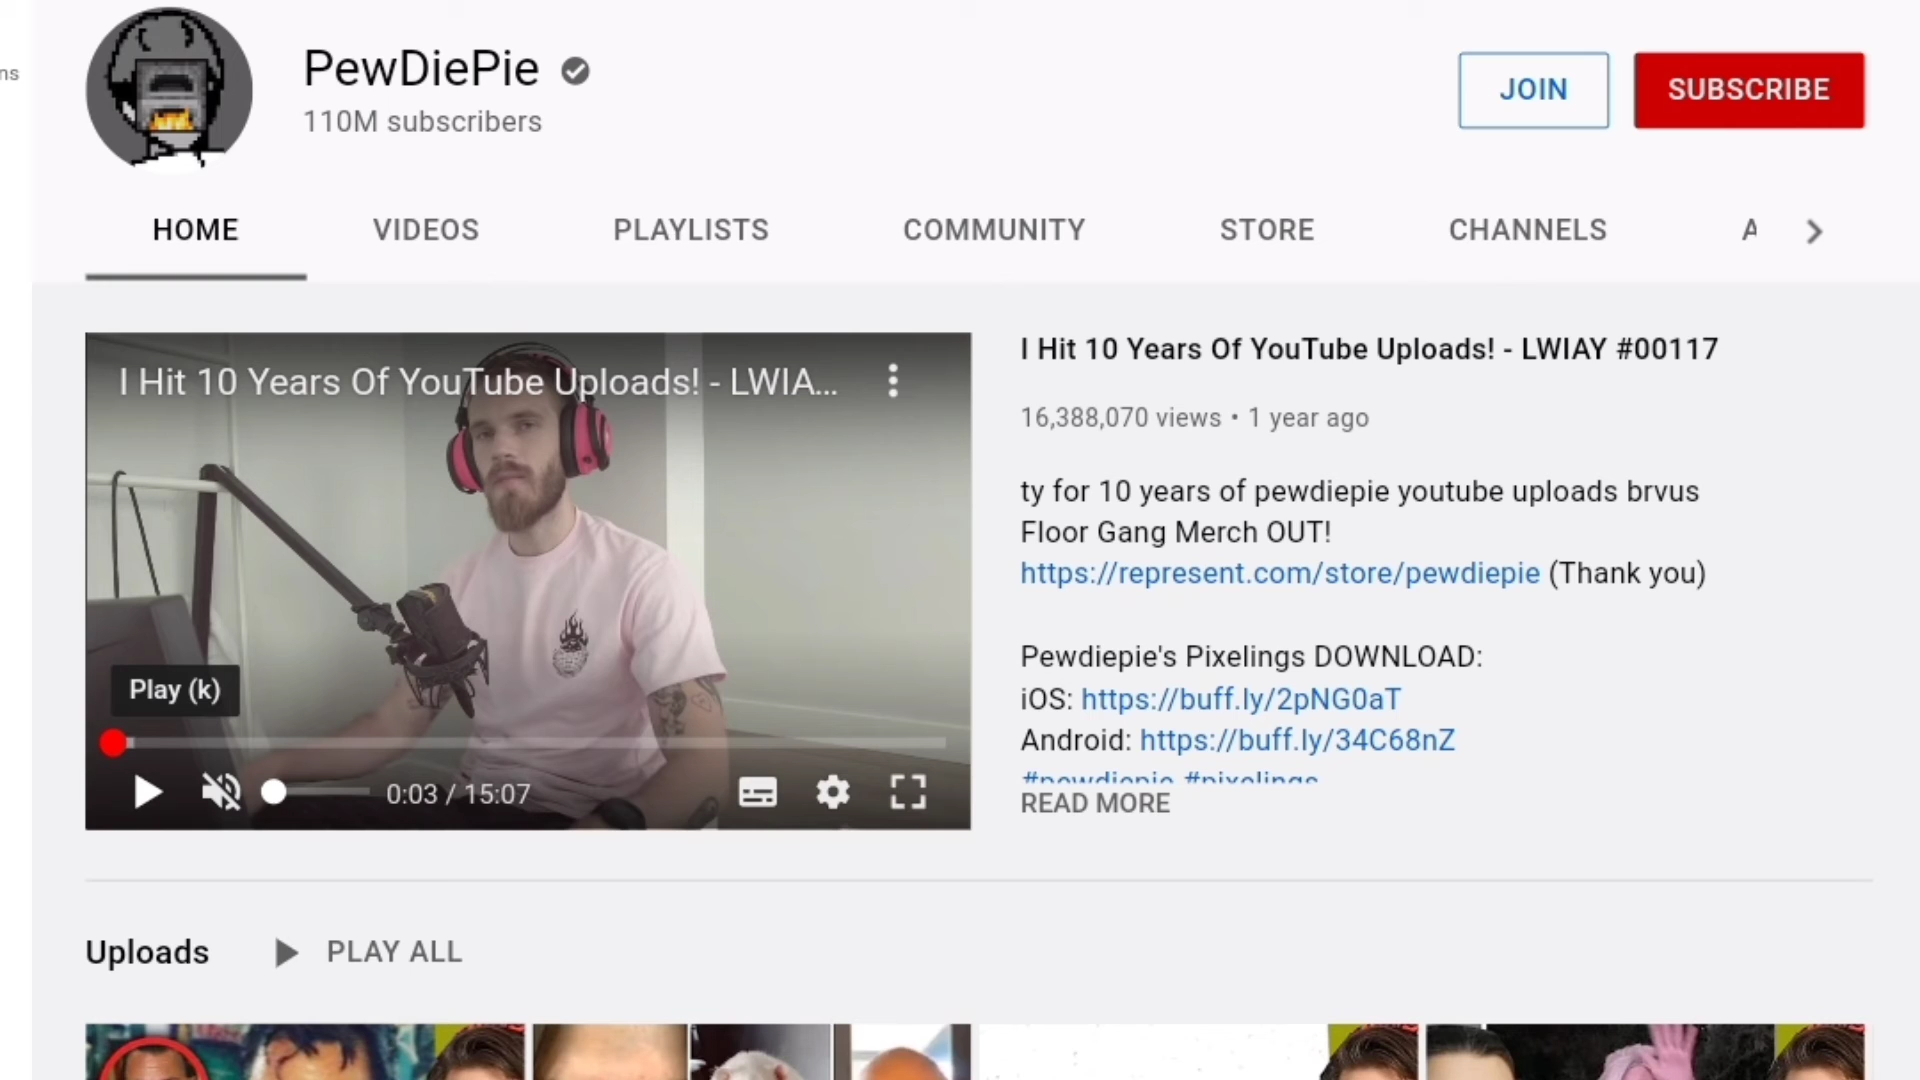 ns
PewDiePie
110M subscribers
JOIN
SUBSCRIBE
HOME
VIDEOS
PLAYLISTS
COMMUNITY
STORE
CHANNELS
A
I Hit 10 Years Of YouTube Uploads! - LWIA...
Play (k)
0:03 / 15:07
I Hit 10 Years Of YouTube Uploads! - LWIAY #00117
16,388,070 views • 1 year ago
ty for 10 years of pewdiepie youtube uploads brvus
Floor Gang Merch OUT!
https://represent.com/store/pewdiepie (Thank you)
Pewdiepie's Pixelings DOWNLOAD:
iOS: https://buff.ly/2pNG0aT
Android: https://buff.ly/34C68nZ
#pewdiepie #pixelings
READ MORE
Uploads
PLAY ALL